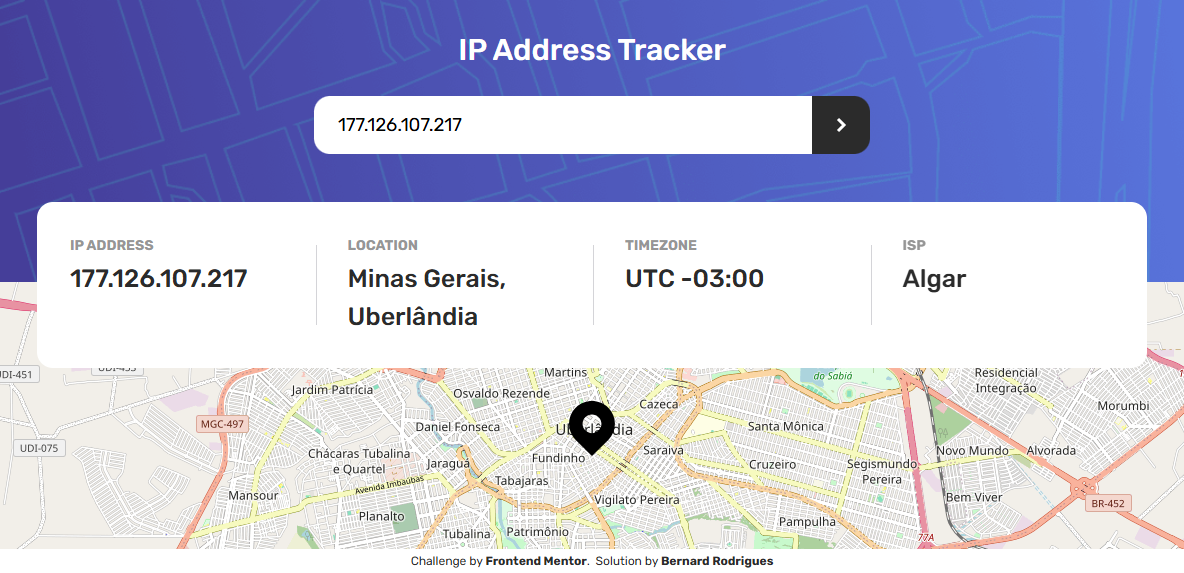 IP Address Tracker
177.126.107.217
IP ADDRESS
177.126.107.217
LOCATION
Minas Gerais,
Uberlândia
TIMEZONE
UTC -03:00
ISP
Algar
UDI-451
Martins
do Sabiá
Residencial
Integração
Jardim Patrícia
Osvaldo Rezende
Cazeca
Morumbi
MGC-497
Daniel Fonseca
Uberlândia
Santa Mônica
UDI-075
Chácaras Tubalina
e Quartel
Jaraguá
Fundinho
Saraiva
Cruzeiro
Segismundo
Pereira
Novo Mundo
Alvorada
Tabajaras
Avenida Imbaúbas
Mansour
Vigilato Pereira
Bem Viver
BR-452
Planalto
Pampulha
Tubalina
Patrimônio
77A
Challenge by Frontend Mentor. Solution by Bernard Rodrigues